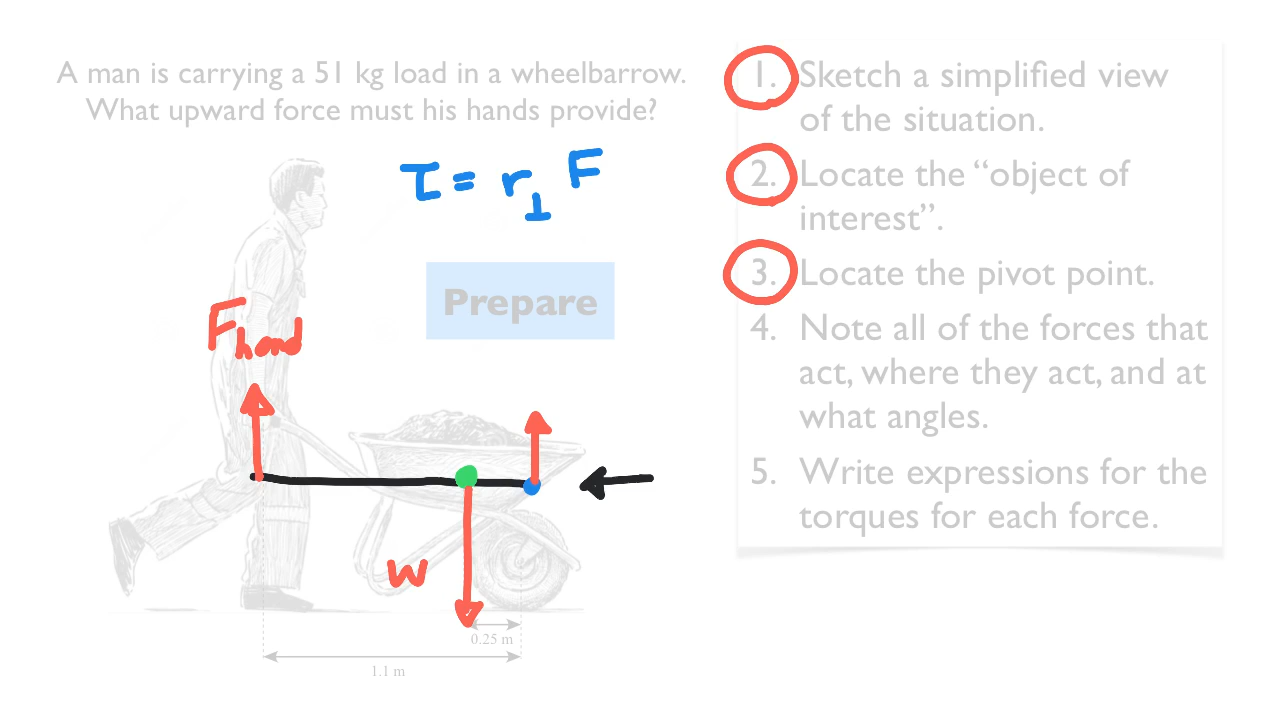 A man is carrying a 51 kg load in a wheelbarrow.
What upward force must his hands provide?
τ = r⊥ F
Prepare
Fhand
w
0.25 m
1.1 m
1. Sketch a simplified view
of the situation.
2. Locate the “object of
interest”.
3. Locate the pivot point.
4. Note all of the forces that
act, where they act, and at
what angles.
5. Write expressions for the
torques for each force.